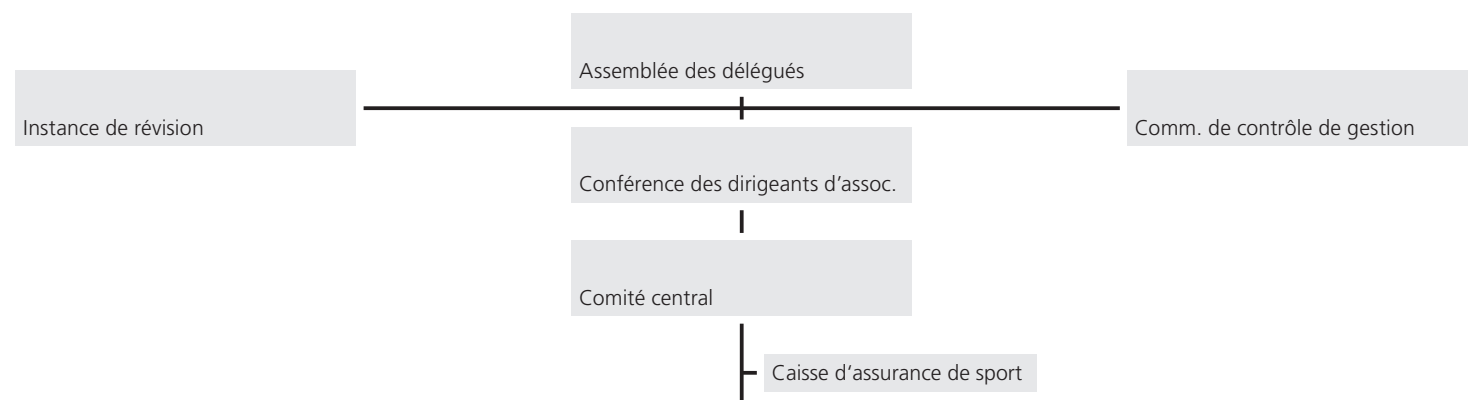 Assemblée des délégués
Instance de révision
Comm. de contrôle de gestion
Conférence des dirigeants d’assoc.
Comité central
Caisse d’assurance de sport